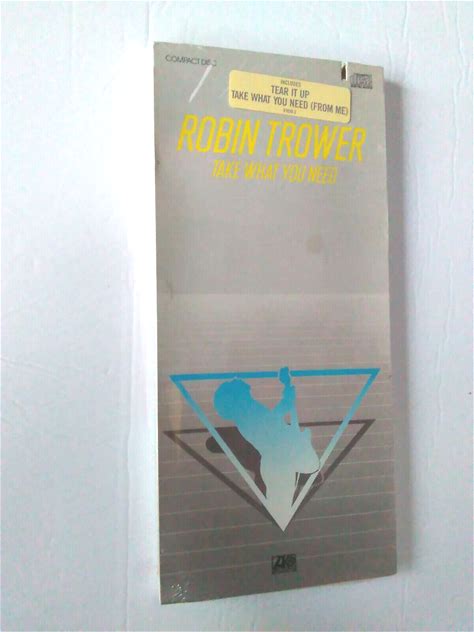 COMPACT DISC
INCLUDES
TEAR IT UP
TAKE WHAT YOU NEED (FROM ME)
ROBIN TROWER
TAKE WHAT YOU NEED